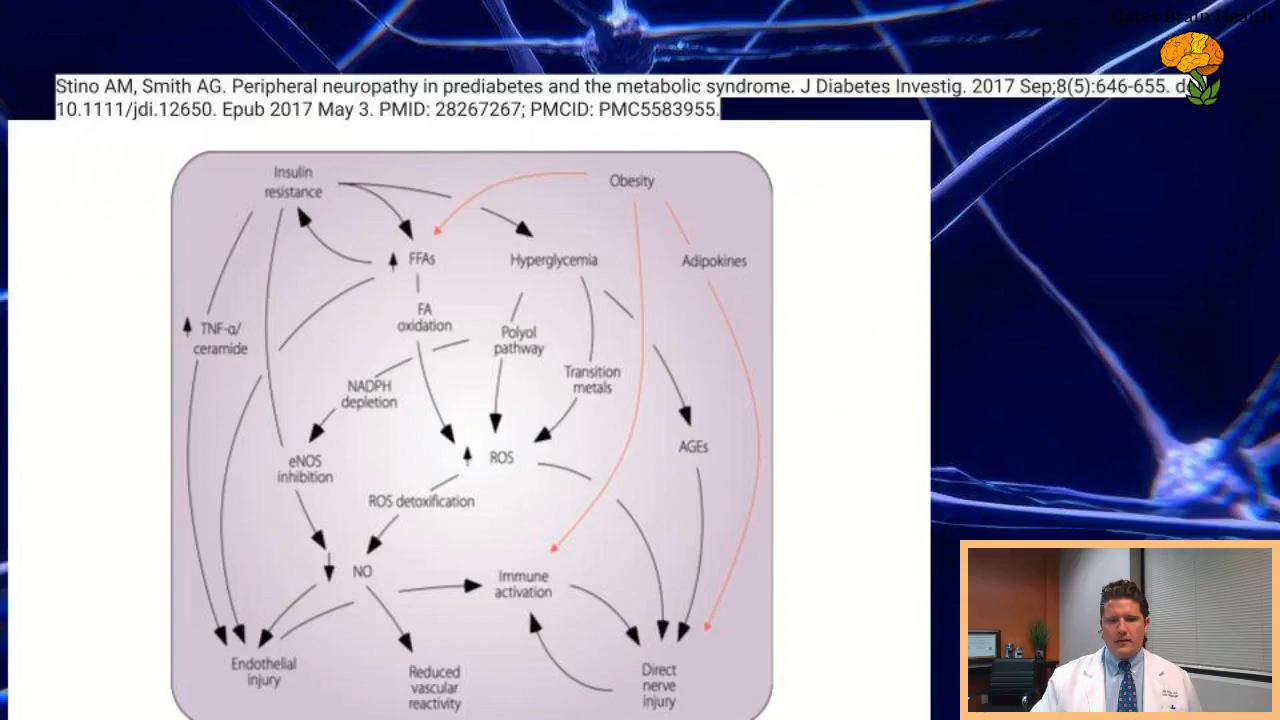 Gates Brain Health
Stino AM, Smith AG. Peripheral neuropathy in prediabetes and the metabolic syndrome. J Diabetes Investig. 2017 Sep;8(5):646-655.
10.1111/jdi.12650. Epub 2017 May 3. PMID: 28267267; PMCID: PMC5583955.
Insulin
resistance
Obesity
FFAs
Hyperglycemia
Adipokines
TNF-α/
ceramide
FA
oxidation
Polyol
pathway
Transition
metals
NADPH
depletion
AGEs
eNOS
inhibition
ROS
ROS detoxification
NO
Immune
activation
Endothelial
injury
Reduced
vascular
reactivity
Direct
nerve
injury